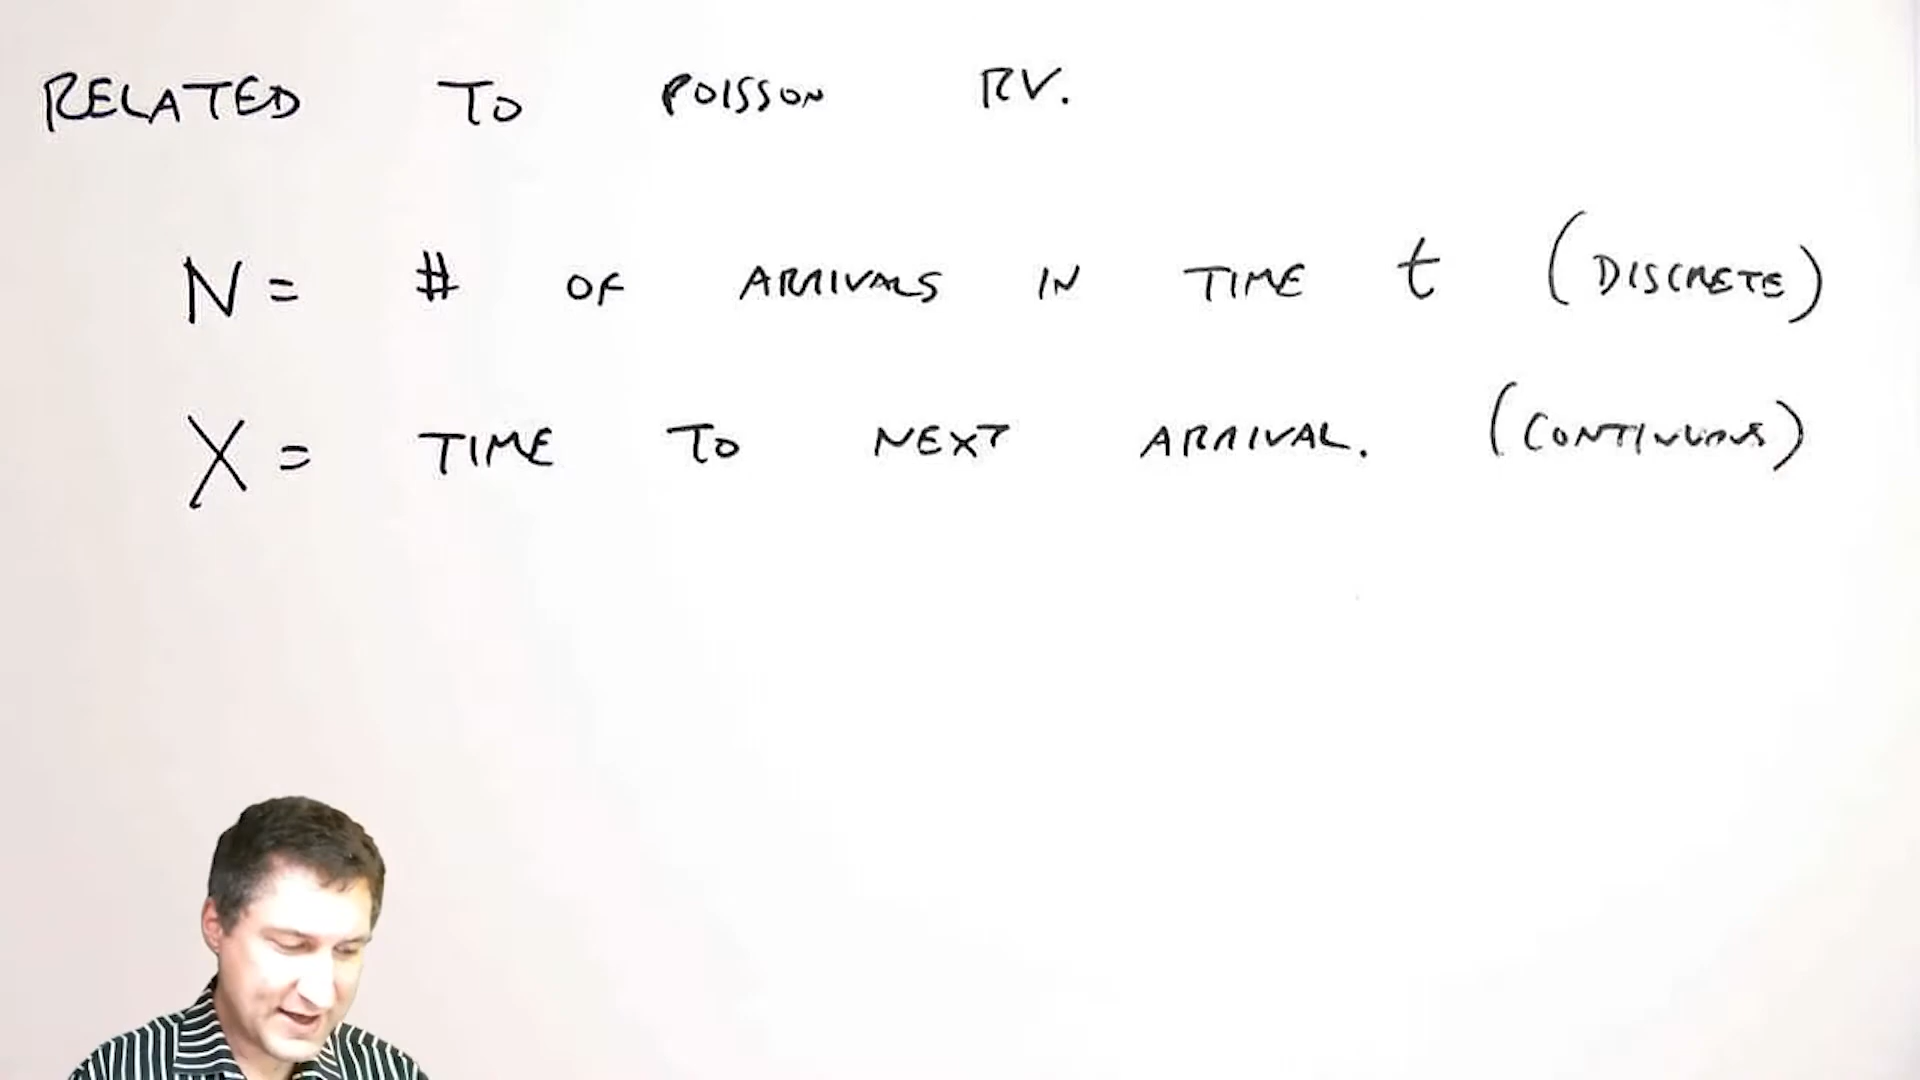 RELATED TO POISSON RV.
N = # OF ARRIVALS IN TIME t (DISCRETE)
X = TIME TO NEXT ARRIVAL. (CONTINUOUS)